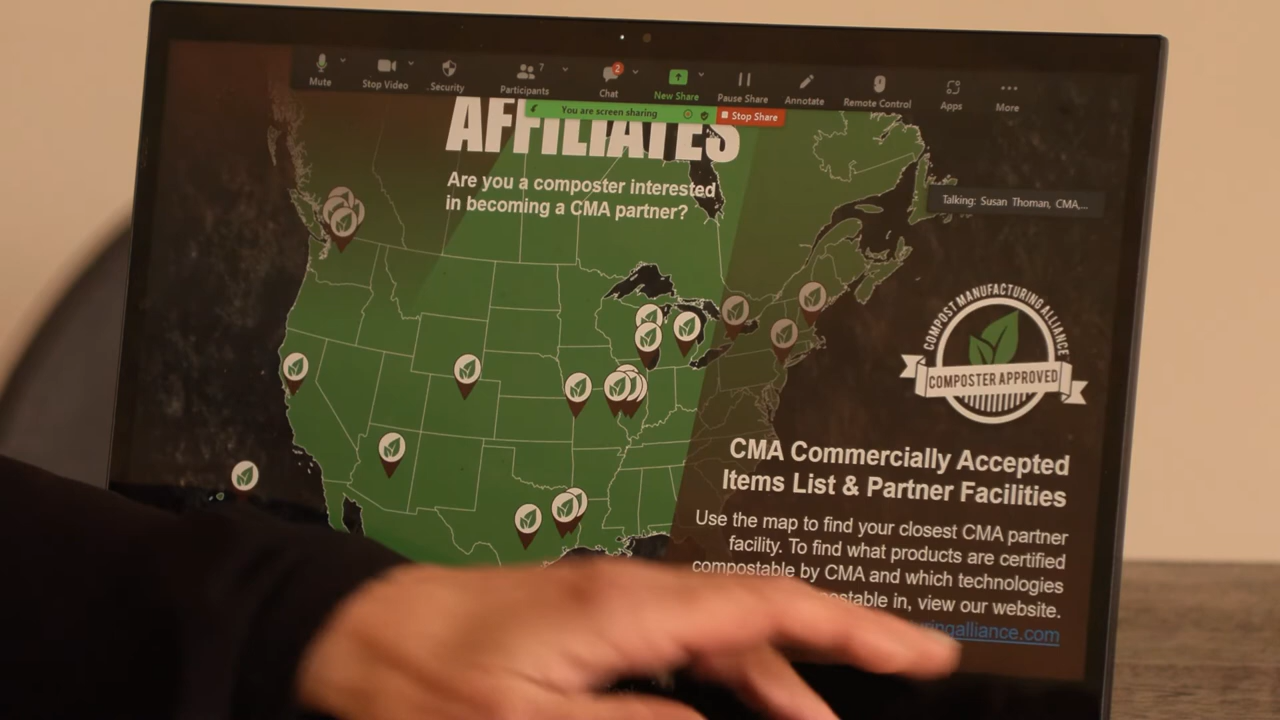 Mute
Stop Video
Security
Participants
7
Chat
2
New Share
Pause Share
Annotate
Remote Control
Apps
More
You are screen sharing
Stop Share
AFFILIATES
Are you a composter interested
in becoming a CMA partner?
Talking: Susan Thoman, CMA,...
COMPOST MANUFACTURING ALLIANCE
COMPOSTER APPROVED
CMA Commercially Accepted
Items List & Partner Facilities
Use the map to find your closest CMA partner
facility. To find what products are certified
compostable by CMA and which technologies
in, view our website.